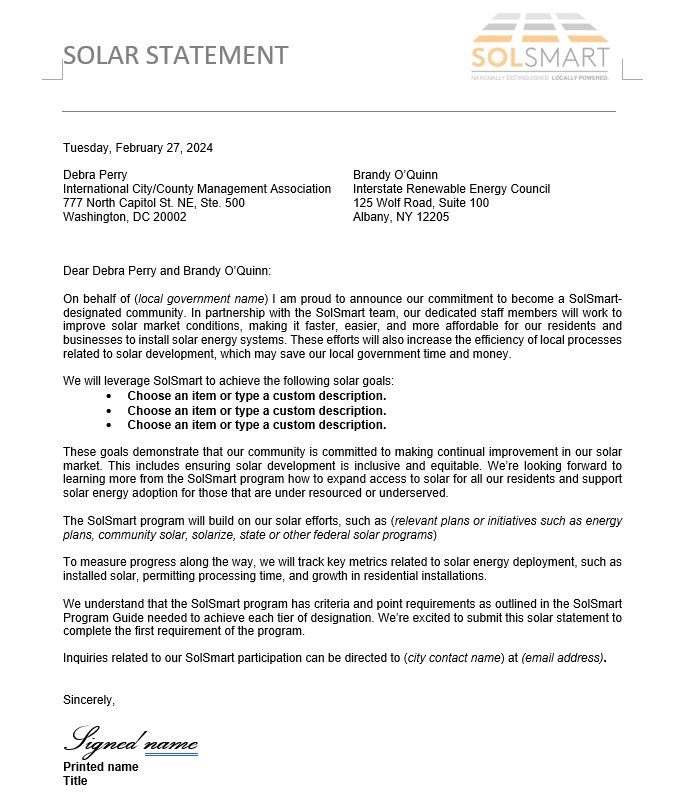 SOLAR STATEMENT
SOLSMART
NATIONALLY DISTINGUISHED. LOCALLY POWERED.
Tuesday, February 27, 2024
Debra Perry
International City/County Management Association
777 North Capitol St. NE, Ste. 500
Washington, DC 20002
Brandy O’Quinn
Interstate Renewable Energy Council
125 Wolf Road, Suite 100
Albany, NY 12205
Dear Debra Perry and Brandy O’Quinn:
On behalf of (local government name) I am proud to announce our commitment to become a SolSmart-
designated community. In partnership with the SolSmart team, our dedicated staff members will work to
improve solar market conditions, making it faster, easier, and more affordable for our residents and
businesses to install solar energy systems. These efforts will also increase the efficiency of local processes
related to solar development, which may save our local government time and money.
We will leverage SolSmart to achieve the following solar goals:
• Choose an item or type a custom description.
• Choose an item or type a custom description.
• Choose an item or type a custom description.
These goals demonstrate that our community is committed to making continual improvement in our solar
market. This includes ensuring solar development is inclusive and equitable. We’re looking forward to
learning more from the SolSmart program how to expand access to solar for all our residents and support
solar energy adoption for those that are under resourced or underserved.
The SolSmart program will build on our solar efforts, such as (relevant plans or initiatives such as energy
plans, community solar, solarize, state or other federal solar programs)
To measure progress along the way, we will track key metrics related to solar energy deployment, such as
installed solar, permitting processing time, and growth in residential installations.
We understand that the SolSmart program has criteria and point requirements as outlined in the SolSmart
Program Guide needed to achieve each tier of designation. We’re excited to submit this solar statement to
complete the first requirement of the program.
Inquiries related to our SolSmart participation can be directed to (city contact name) at (email address).
Sincerely,
Signed name
Printed name
Title